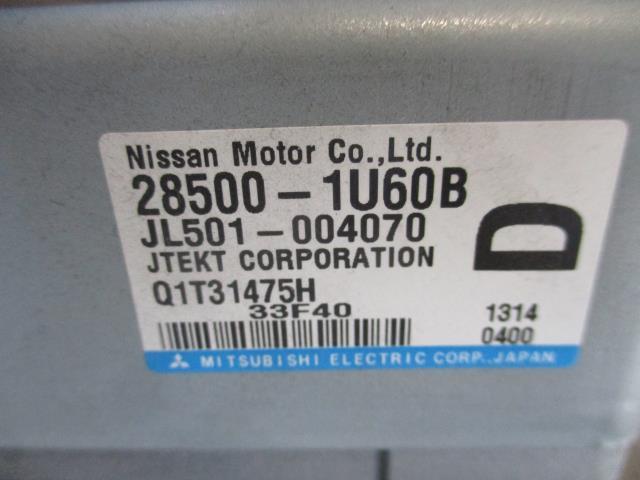 Nissan Motor Co.,Ltd.
28500-1U60B
JL501-004070
JTEKT CORPORATION
D
Q1T31475H
33F40
1314
0400
MITSUBISHI ELECTRIC CORP., JAPAN